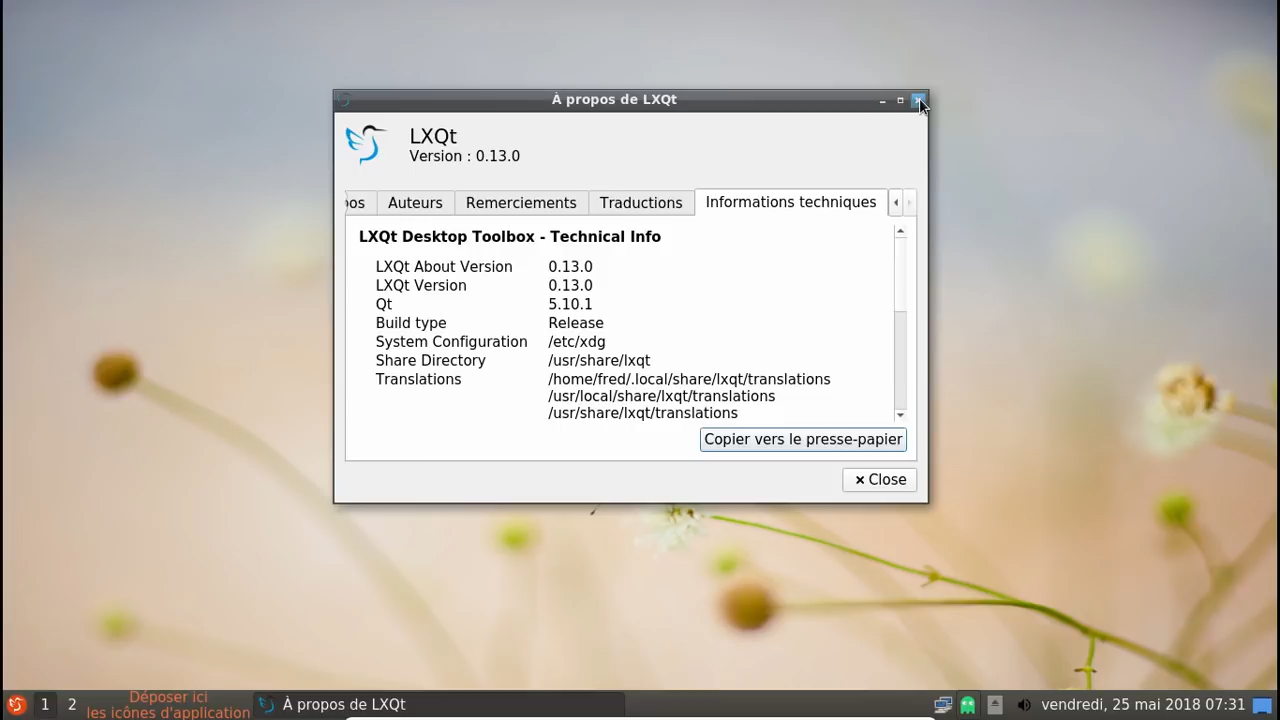 À propos de LXQt
LXQt
Version : 0.13.0
pos
Auteurs
Remerciements
Traductions
Informations techniques
LXQt Desktop Toolbox - Technical Info
LXQt About Version 0.13.0
LXQt Version 0.13.0
Qt 5.10.1
Build type Release
System Configuration /etc/xdg
Share Directory /usr/share/lxqt
Translations /home/fred/.local/share/lxqt/translations
/usr/local/share/lxqt/translations
/usr/share/lxqt/translations
Copier vers le presse-papier
Close
1 2
Déposer ici
les icônes d'application
À propos de LXQt
vendredi, 25 mai 2018 07:31